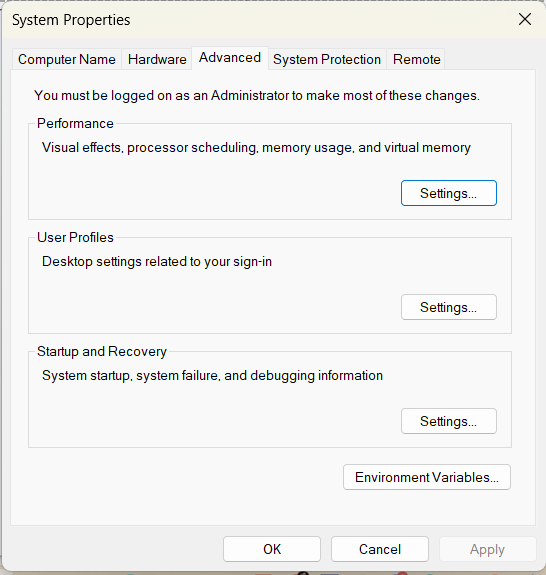 System Properties
Computer Name Hardware Advanced System Protection Remote
You must be logged on as an Administrator to make most of these changes.
Performance
Visual effects, processor scheduling, memory usage, and virtual memory
Settings...
User Profiles
Desktop settings related to your sign-in
Settings...
Startup and Recovery
System startup, system failure, and debugging information
Settings...
Environment Variables...
OK Cancel Apply